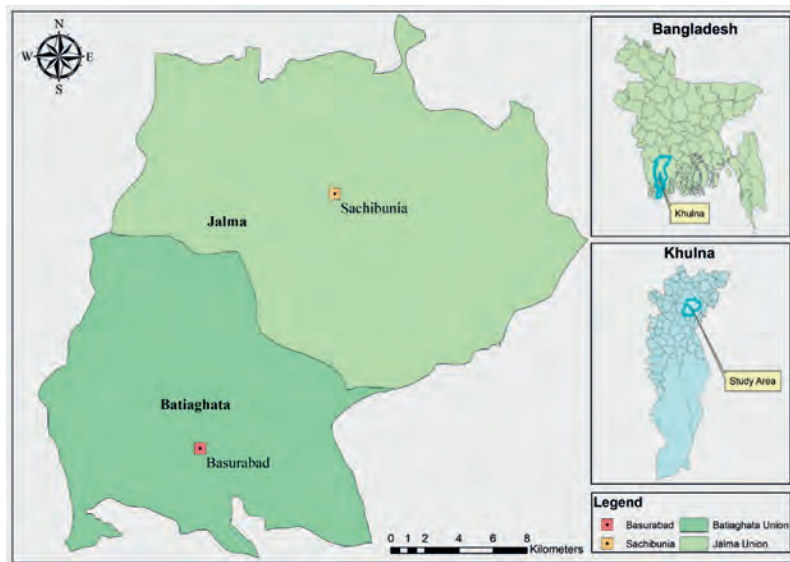 N
W E
S
Jalma
Sachibunia
Batiaghata
Basurabad
0 1 2 4 6 8
Kilometers
Bangladesh
Khulna
Khulna
Study Area
Legend
Basurabad Batiaghata Union
Sachibunia Jalma Union